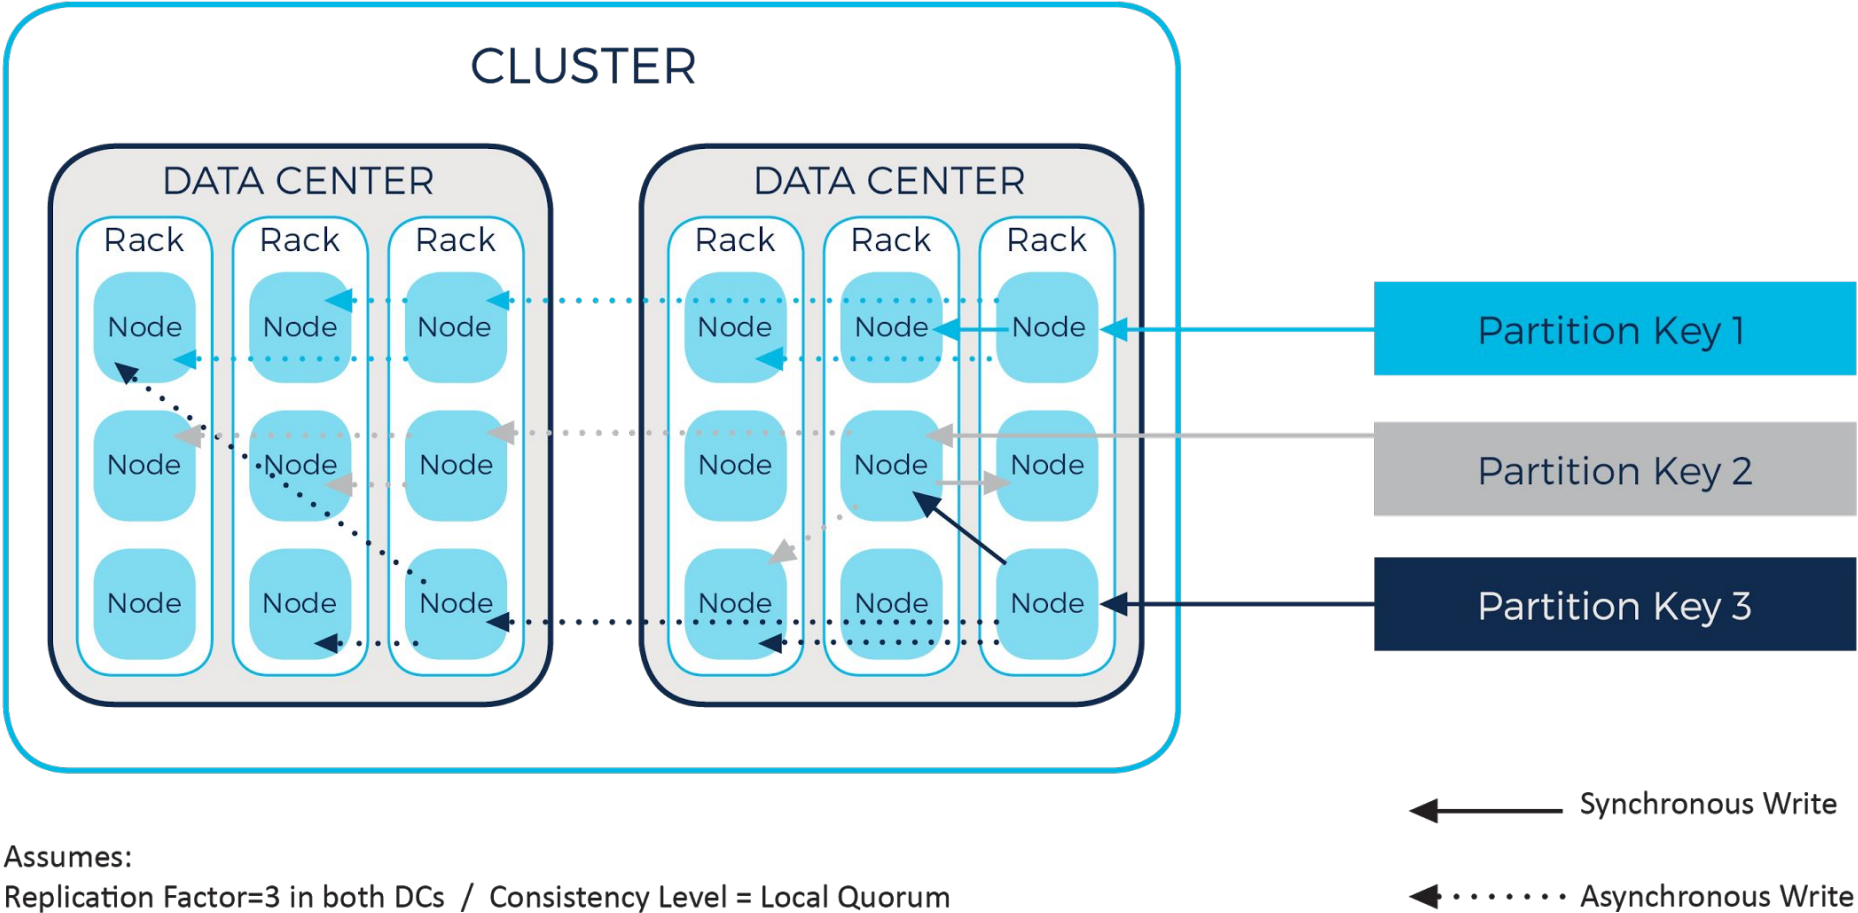 CLUSTER
DATA CENTER DATA CENTER
Rack Rack Rack Rack Rack Rack
Node Node Node Node Node Node Partition Key 1
Node Node Node Node Node Node Partition Key 2
Node Node Node Node Node Node Partition Key 3
Synchronous Write
Assumes:
Replication Factor=3 in both DCs / Consistency Level = Local Quorum
Asynchronous Write